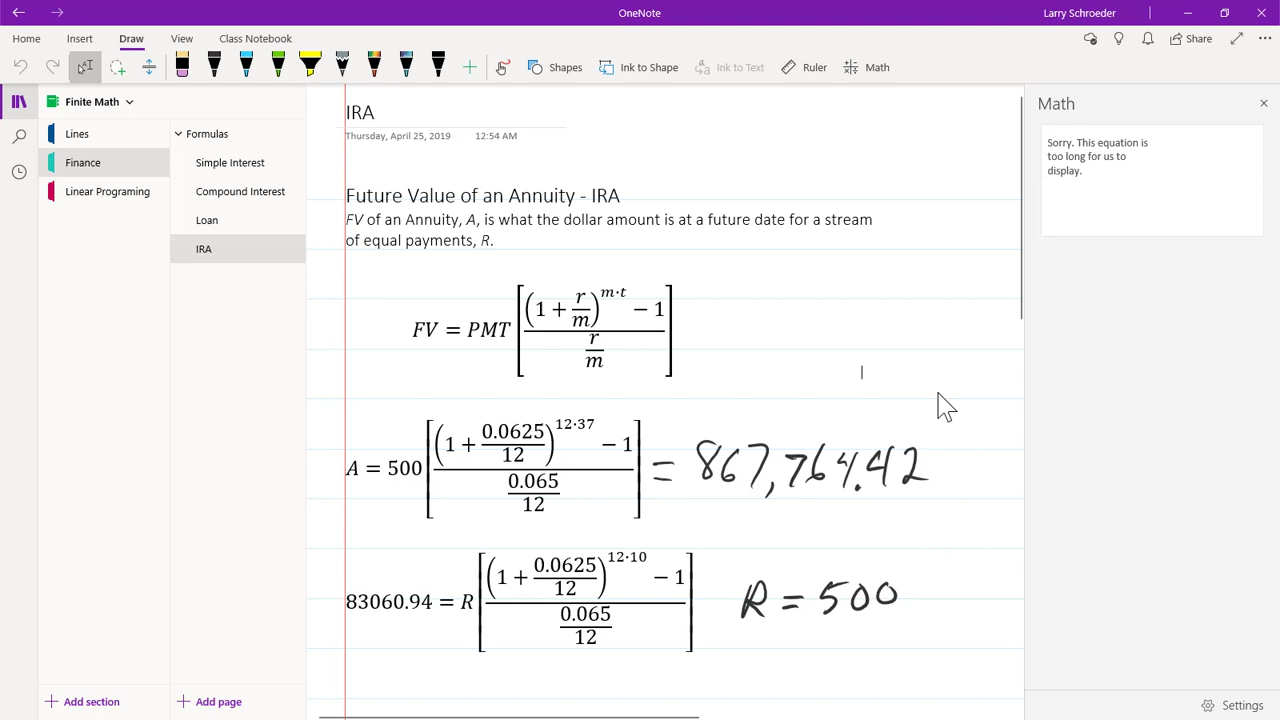 OneNote
Larry Schroeder
Home Insert Draw View Class Notebook
Share
Shapes Ink to Shape Ink to Text Ruler Math
Finite Math
Lines
Finance
Linear Programing
Formulas
Simple Interest
Compound Interest
Loan
IRA
Add section
Add page
IRA
Thursday, April 25, 2019 12:54 AM
Future Value of an Annuity - IRA
FV of an Annuity, A, is what the dollar amount is at a future date for a stream
of equal payments, R.
FV = PMT [((1 + r/m)^(m·t) − 1) / (r/m)]
A = 500 [((1 + 0.0625/12)^(12·37) − 1) / (0.065/12)] = 867,764.42
83060.94 = R [((1 + 0.0625/12)^(12·10) − 1) / (0.065/12)] R = 500
Math
Sorry. This equation is
too long for us to
display.
Settings